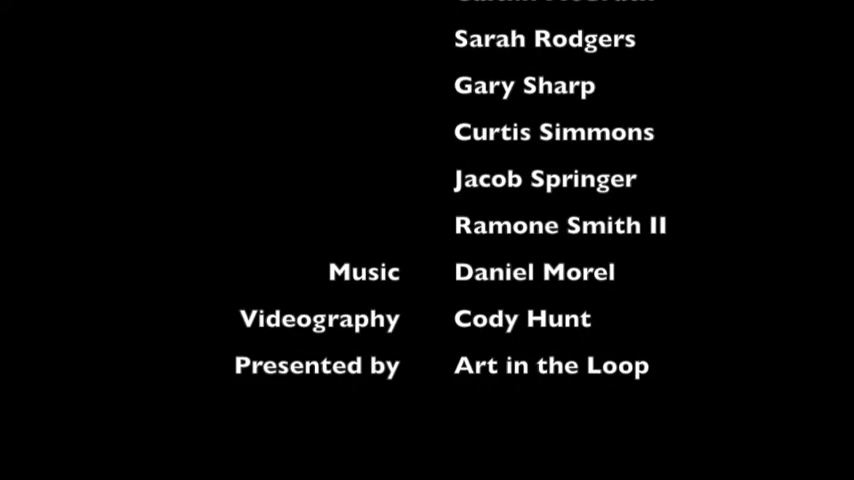 Sarah Rodgers
Gary Sharp
Curtis Simmons
Jacob Springer
Ramone Smith II
Music Daniel Morel
Videography Cody Hunt
Presented by Art in the Loop